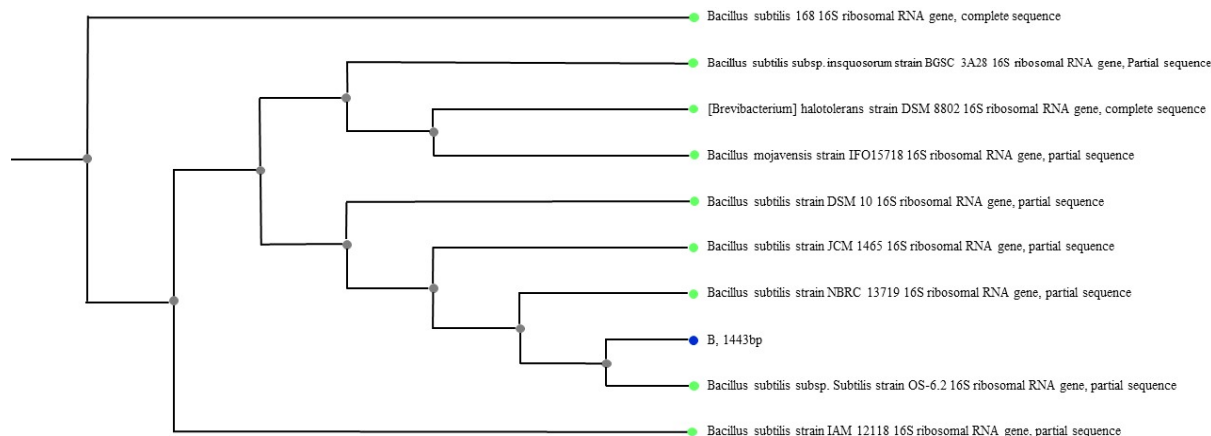 Bacillus subtilis 168 16S ribosomal RNA gene, complete sequence
Bacillus subtilis subsp. insquosorum strain BGSC 3A28 16S ribosomal RNA gene, Partial sequence
[Brevibacterium] halotolerans strain DSM 8802 16S ribosomal RNA gene, complete sequence
Bacillus mojavensis strain IFO15718 16S ribosomal RNA gene, partial sequence
Bacillus subtilis strain DSM 10 16S ribosomal RNA gene, partial sequence
Bacillus subtilis strain JCM 1465 16S ribosomal RNA gene, partial sequence
Bacillus subtilis strain NBRC 13719 16S ribosomal RNA gene, partial sequence
B, 1443bp
Bacillus subtilis subsp. Subtilis strain OS-6.2 16S ribosomal RNA gene, partial sequence
Bacillus subtilis strain IAM 12118 16S ribosomal RNA gene, partial sequence